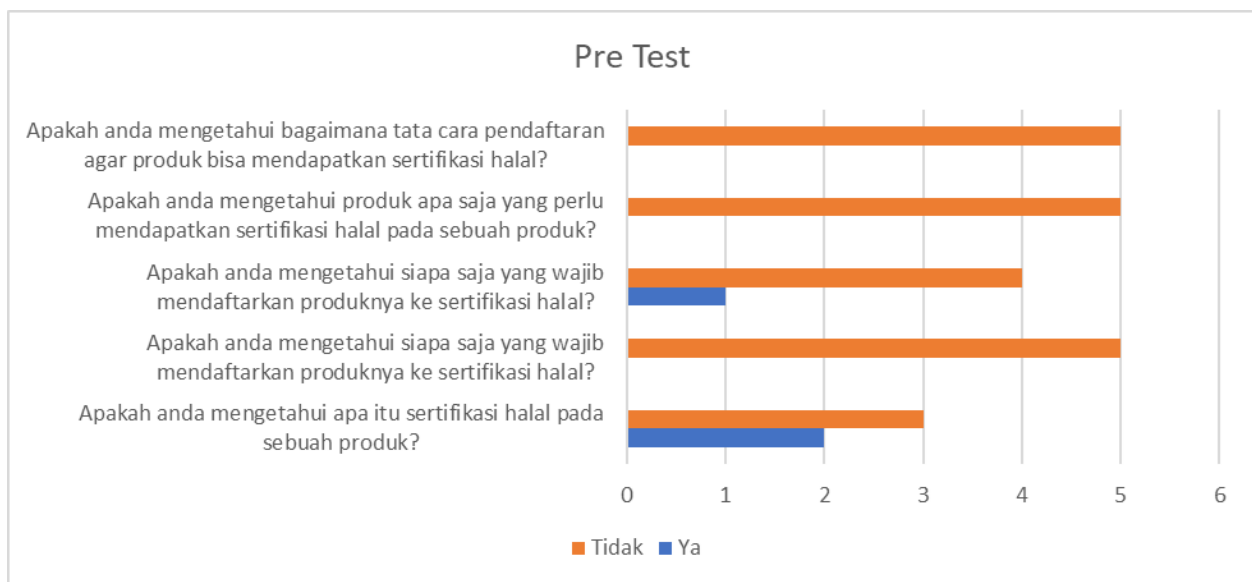 Pre Test
Apakah anda mengetahui bagaimana tata cara pendaftaran
agar produk bisa mendapatkan sertifikasi halal?
Apakah anda mengetahui produk apa saja yang perlu
mendapatkan sertifikasi halal pada sebuah produk?
Apakah anda mengetahui siapa saja yang wajib
mendaftarkan produknya ke sertifikasi halal?
Apakah anda mengetahui siapa saja yang wajib
mendaftarkan produknya ke sertifikasi halal?
Apakah anda mengetahui apa itu sertifikasi halal pada
sebuah produk?
0 1 2 3 4 5 6
Tidak Ya